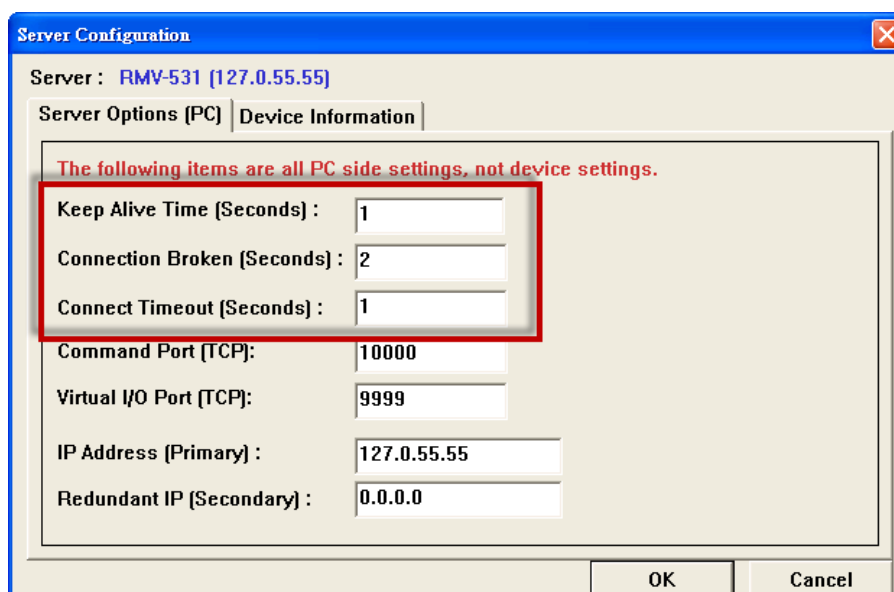 Server Configuration
Server : RMV-531 (127.0.55.55)
Server Options (PC) Device Information
The following items are all PC side settings, not device settings.
Keep Alive Time (Seconds) : 1
Connection Broken (Seconds) : 2
Connect Timeout (Seconds) : 1
Command Port (TCP): 10000
Virtual I/O Port (TCP): 9999
IP Address (Primary) : 127.0.55.55
Redundant IP (Secondary) : 0.0.0.0
OK Cancel